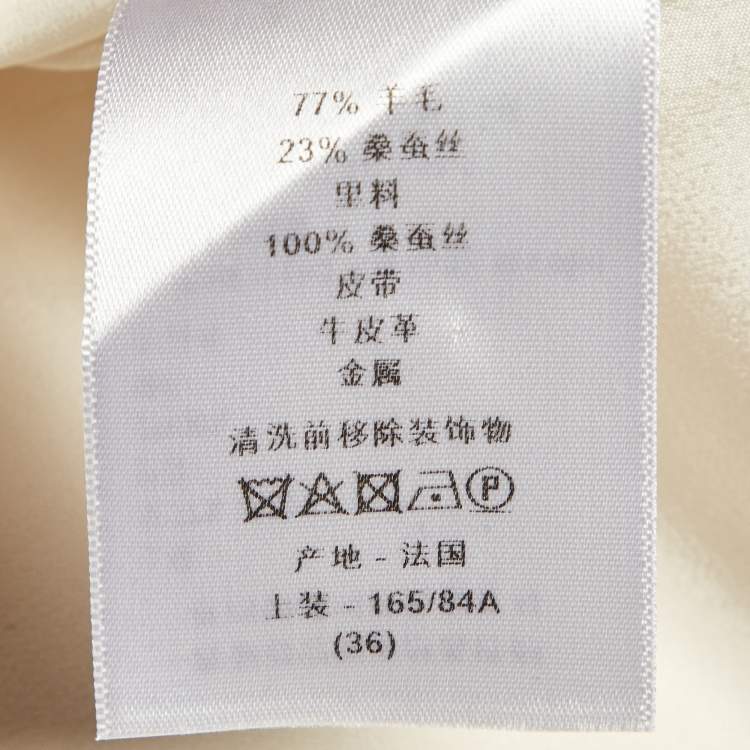 77% 羊毛
23% 桑蚕丝
里料
100% 桑蚕丝
皮带
牛皮革
金属
清洗前移除装饰物
P
产地 - 法国
上装 - 165/84A
(36)